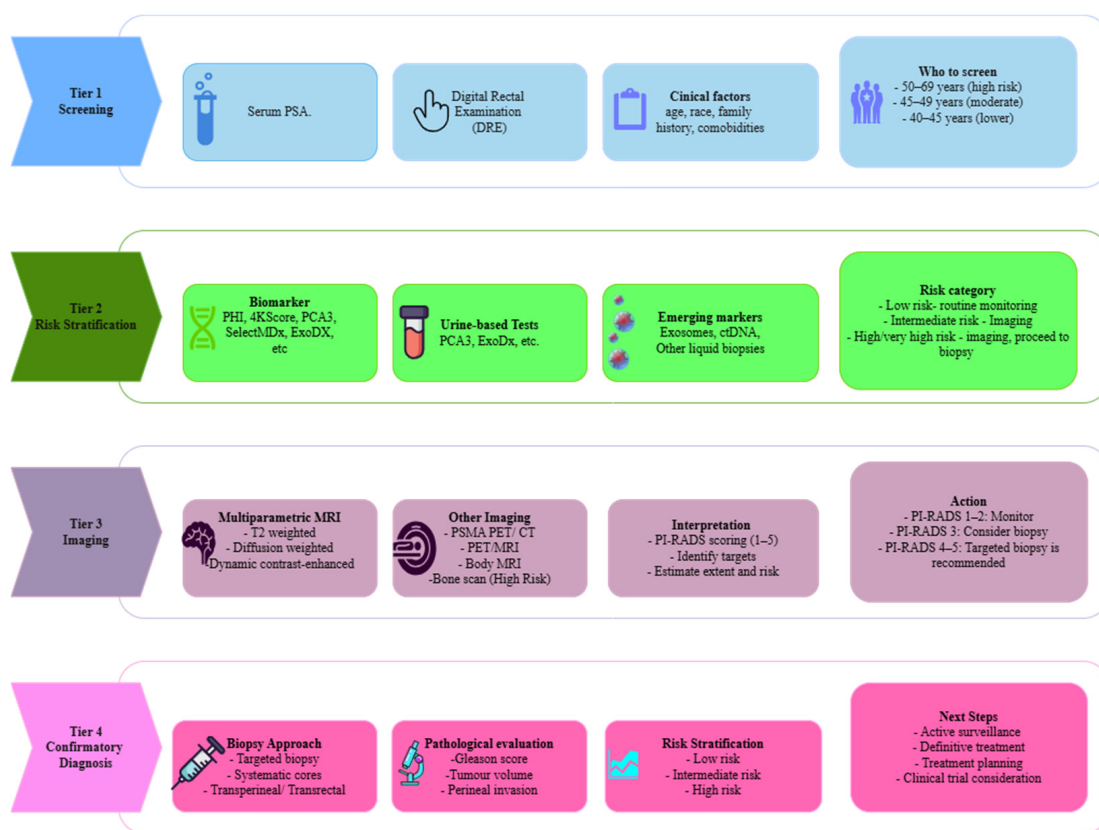 Tier 1
Screening
Serum PSA.
Digital Rectal
Examination
(DRE)
Cinical factors
age, race, family
history, comobidities
Who to screen
- 50–69 years (high risk)
- 45–49 years (moderate)
- 40–45 years (lower)
Tier 2
Risk Stratification
Biomarker
PHI, 4KScore, PCA3,
SelectMDx, ExoDX,
etc
Urine-based Tests
PCA3, ExoDx, etc.
Emerging markers
Exosomes, ctDNA,
Other liquid biopsies
Risk category
- Low risk- routine monitoring
- Intermediate risk - Imaging
- High/very high risk - imaging, proceed to
biopsy
Tier 3
Imaging
Multiparametric MRI
- T2 weighted
- Diffusion weighted
-Dynamic contrast-enhanced
Other Imaging
- PSMA PET/ CT
- PET/MRI
- Body MRI
-Bone scan (High Risk)
Interpretation
- PI-RADS scoring (1–5)
- Identify targets
- Estimate extent and risk
Action
- PI-RADS 1–2: Monitor
- PI-RADS 3: Consider biopsy
- PI-RADS 4–5: Targeted biopsy is
recommended
Tier 4
Confirmatory
Diagnosis
Biopsy Approach
- Targeted biopsy
- Systematic cores
- Transperineal/ Transrectal
Pathological evaluation
-Gleason score
- Tumour volume
- Perineal invasion
Risk Stratification
- Low risk
- Intermediate risk
- High risk
Next Steps
- Active surveillance
- Definitive treatment
- Treatment planning
- Clinical trial consideration